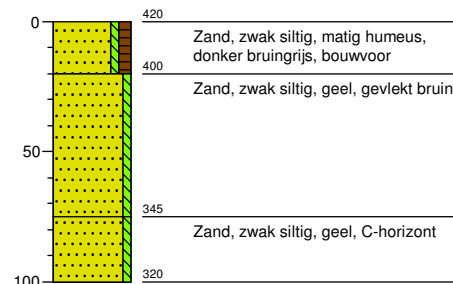 0
420
Zand, zwak siltig, matig humeus,
donker bruingrijs, bouwvoor
400
Zand, zwak siltig, geel, gevlekt bruin
50
345
Zand, zwak siltig, geel, C-horizont
100
320